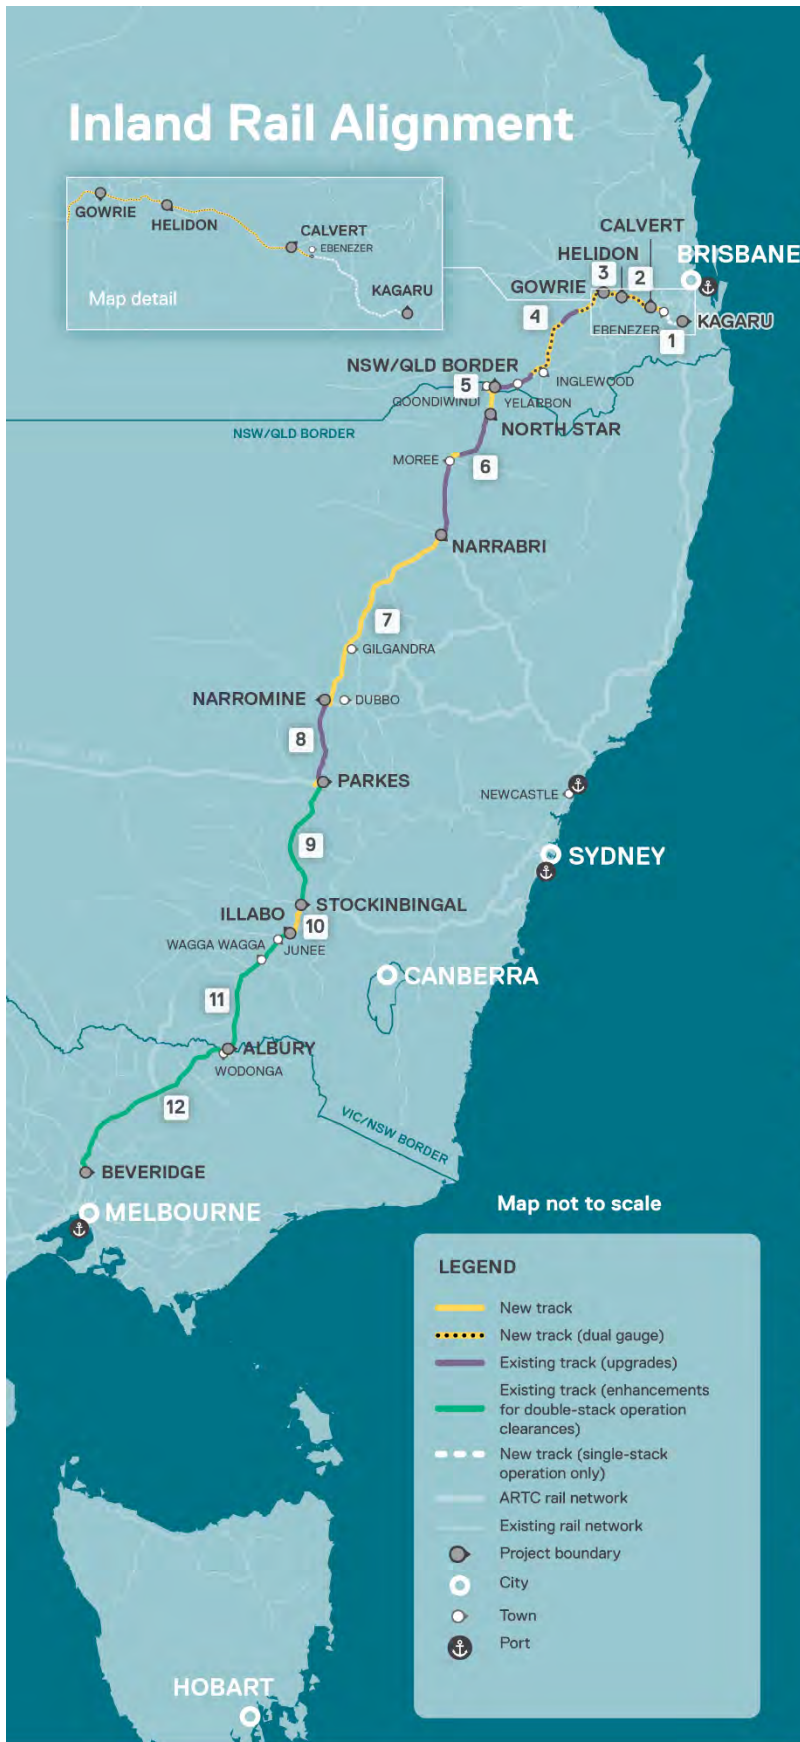 Inland Rail Alignment
GOWRIE
HELIDON
CALVERT
EBENEZER
KAGARU
Map detail
CALVERT
HELIDON
BRISBANE
3
2
GOWRIE
4
EBENEZER
KAGARU
1
NSW/QLD BORDER
5
INGLEWOOD
GOONDIWINDI
YELARBON
NORTH STAR
NSW/QLD BORDER
MOREE
6
NARRABRI
7
GILGANDRA
NARROMINE
DUBBO
8
PARKES
NEWCASTLE
9
SYDNEY
STOCKINBINGAL
ILLABO
10
WAGGA WAGGA
JUNEE
CANBERRA
11
ALBURY
WODONGA
12
VIC/NSW BORDER
BEVERIDGE
MELBOURNE
Map not to scale
LEGEND
New track
New track (dual gauge)
Existing track (upgrades)
Existing track (enhancements
for double-stack operation
clearances)
New track (single-stack
operation only)
ARTC rail network
Existing rail network
Project boundary
City
Town
Port
HOBART